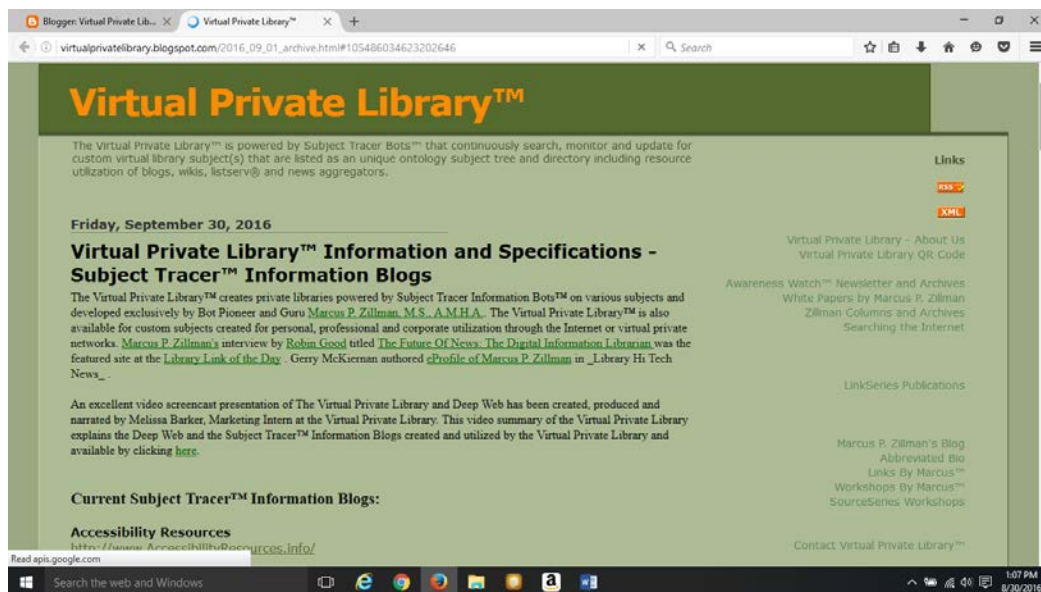 Blogger: Virtual Private Lib...
Virtual Private Library™
virtualprivatelibrary.blogspot.com/2016_09_01_archive.html#105486034623202646
Search
Virtual Private Library™
The Virtual Private Library™ is powered by Subject Tracer Bots™ that continuously search, monitor and update for
custom virtual library subject(s) that are listed as an unique ontology subject tree and directory including resource
utilization of blogs, wikis, listserv® and news aggregators.
Friday, September 30, 2016
Virtual Private Library™ Information and Specifications -
Subject Tracer™ Information Blogs
The Virtual Private Library™ creates private libraries powered by Subject Tracer Information Bots™ on various subjects and
developed exclusively by Bot Pioneer and Guru Marcus P. Zillman, M.S., A.M.H.A.. The Virtual Private Library™ is also
available for custom subjects created for personal, professional and corporate utilization through the Internet or virtual private
networks. Marcus P. Zillman's interview by Robin Good titled The Future Of News: The Digital Information Librarian was the
featured site at the Library Link of the Day . Gerry McKiernan authored eProfile of Marcus P. Zillman in _Library Hi Tech
News_ .
An excellent video screencast presentation of The Virtual Private Library and Deep Web has been created, produced and
narrated by Melissa Barker, Marketing Intern at the Virtual Private Library. This video summary of the Virtual Private Library
explains the Deep Web and the Subject Tracer™ Information Blogs created and utilized by the Virtual Private Library and
available by clicking here.
Current Subject Tracer™ Information Blogs:
Accessibility Resources
http://www.AccessibilityResources.info/
Links
RSS
XML
Virtual Private Library - About Us
Virtual Private Library QR Code
Awareness Watch™ Newsletter and Archives
White Papers by Marcus P. Zillman
Zillman Columns and Archives
Searching the Internet
LinkSeries Publications
Marcus P. Zillman's Blog
Abbreviated Bio
Links By Marcus™
Workshops By Marcus™
SourceSeries Workshops
Contact Virtual Private Library™
Read apis.google.com
Search the web and Windows
1:07 PM
8/30/2016